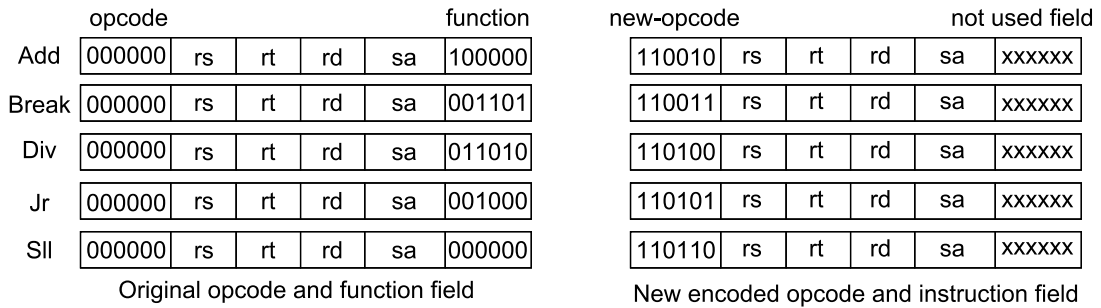 opcode function new-opcode not used field
Add 000000 rs rt rd sa 100000 110010 rs rt rd sa xxxxxx
Break 000000 rs rt rd sa 001101 110011 rs rt rd sa xxxxxx
Div 000000 rs rt rd sa 011010 110100 rs rt rd sa xxxxxx
Jr 000000 rs rt rd sa 001000 110101 rs rt rd sa xxxxxx
Sll 000000 rs rt rd sa 000000 110110 rs rt rd sa xxxxxx
Original opcode and function field New encoded opcode and instruction field